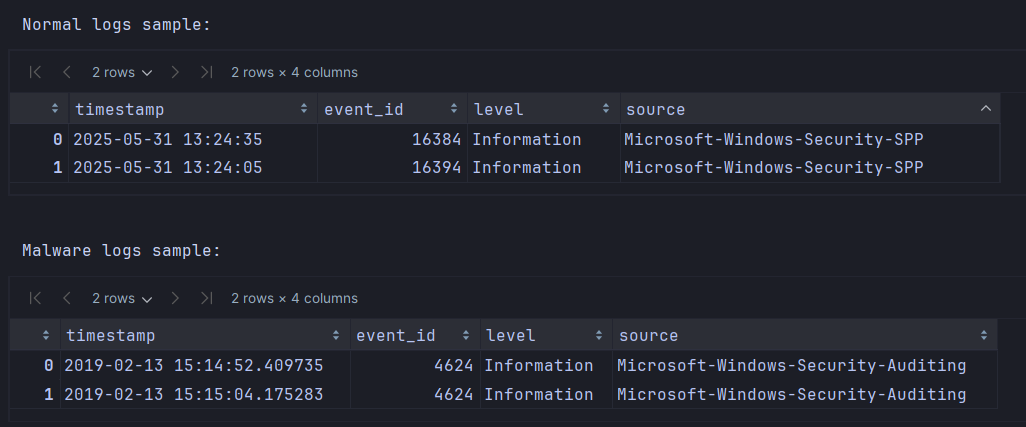 Normal logs sample:
2 rows 2 rows × 4 columns
timestamp event_id level source
0 2025-05-31 13:24:35 16384 Information Microsoft-Windows-Security-SPP
1 2025-05-31 13:24:05 16394 Information Microsoft-Windows-Security-SPP
Malware logs sample:
2 rows 2 rows × 4 columns
timestamp event_id level source
0 2019-02-13 15:14:52.409735 4624 Information Microsoft-Windows-Security-Auditing
1 2019-02-13 15:15:04.175283 4624 Information Microsoft-Windows-Security-Auditing